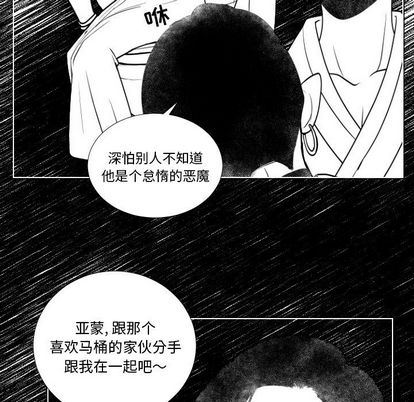 咻
深怕别人不知道
他是个怠惰的恶魔
亚蒙, 跟那个
喜欢马桶的家伙分手
跟我在一起吧～